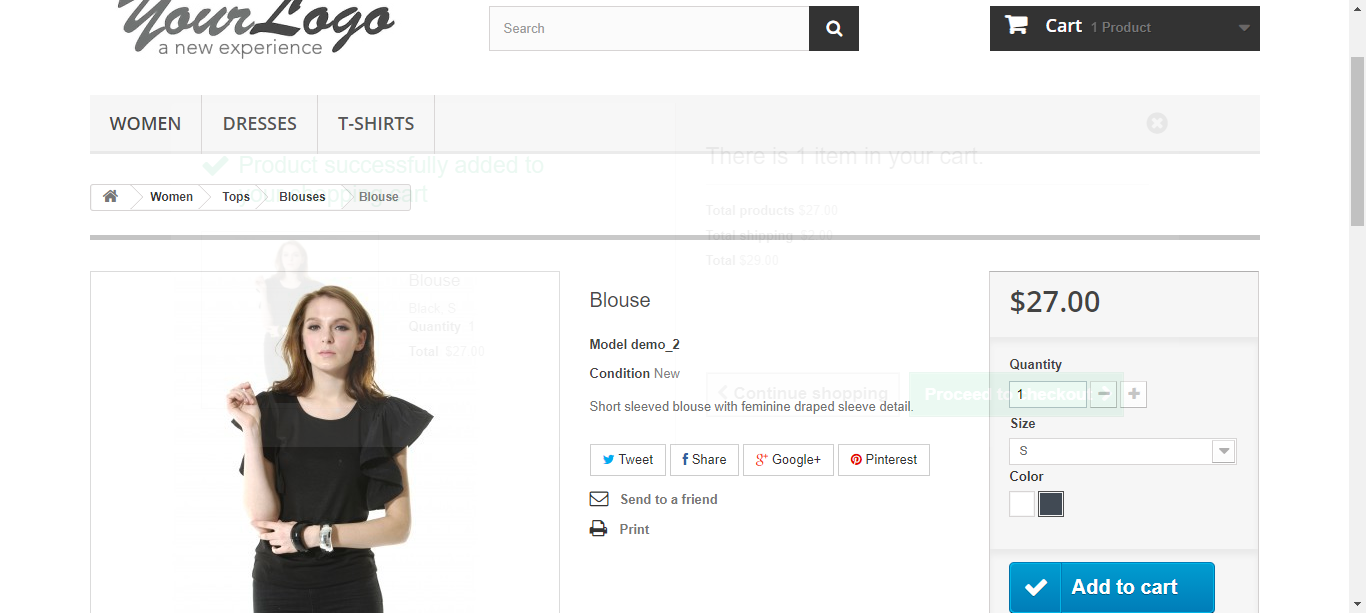 YourLogo
a new experience
Search
Cart 1 Product
WOMEN
DRESSES
T-SHIRTS
Product successfully added to
your shopping cart
There is 1 item in your cart.
Women
Tops
Blouses
Blouse
Total products $27.00
Total shipping $2.00
Total $29.00
Blouse
Black, S
Quantity 1
Total $27.00
Blouse
Model demo_2
Condition New
Continue shopping
Proceed to checkout
Short sleeved blouse with feminine draped sleeve detail.
Tweet
Share
Google+
Pinterest
Send to a friend
Print
$27.00
Quantity
1
Size
S
Color
Add to cart